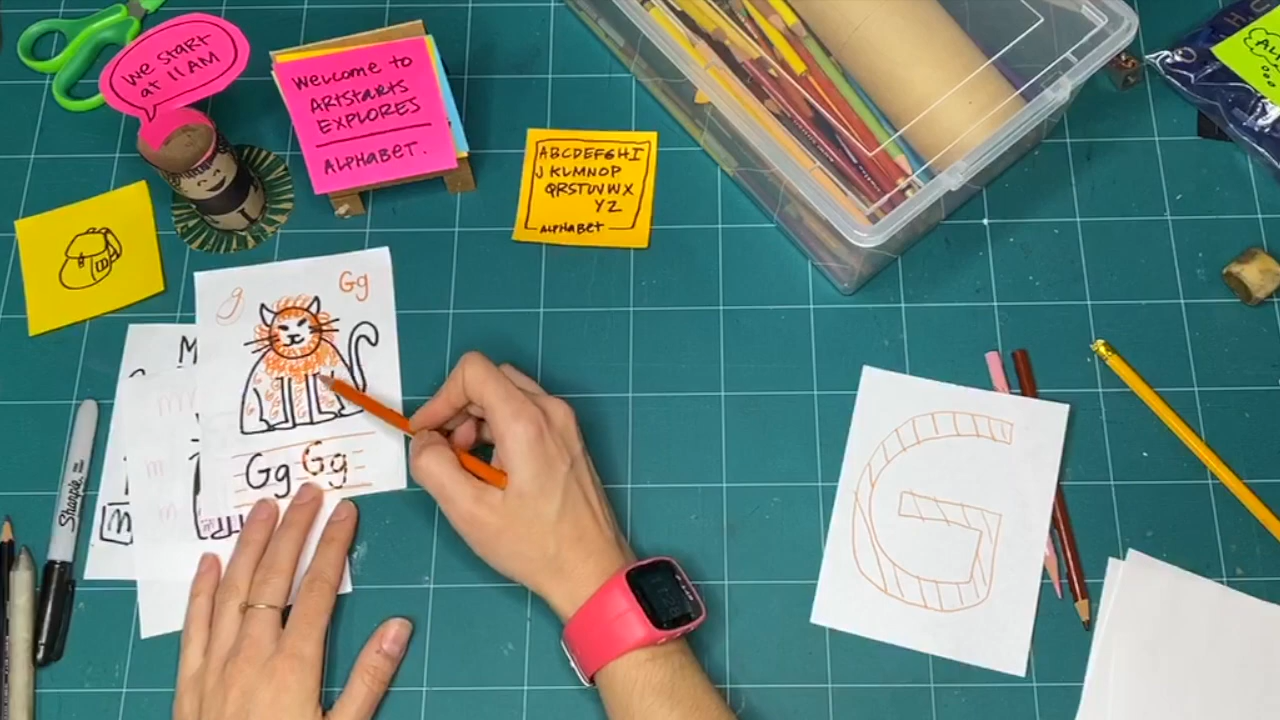 WE START
AT 11 AM
WELCOME TO
ARTSTARTS
EXPLORES
ALPHABET.
ABCDEFGHI
JKLMNOP
QRSTUVWX
YZ
ALPHABET
g
Gg
Gg Gg
M
m
m
Sharpie
G